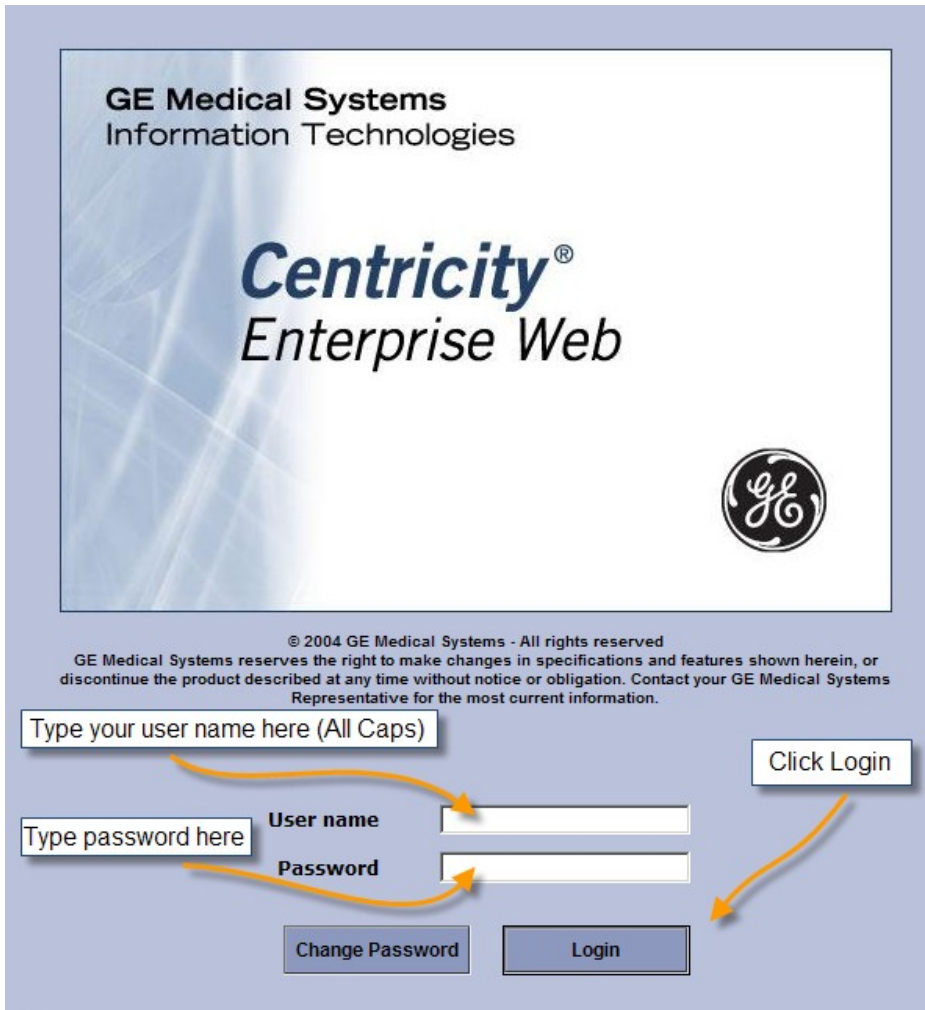 GE Medical Systems
Information Technologies
Centricity®
Enterprise Web
GE
© 2004 GE Medical Systems - All rights reserved
GE Medical Systems reserves the right to make changes in specifications and features shown herein, or
discontinue the product described at any time without notice or obligation. Contact your GE Medical Systems
Representative for the most current information.
Type your user name here (All Caps)
Click Login
User name
Type password here
Password
Change Password
Login